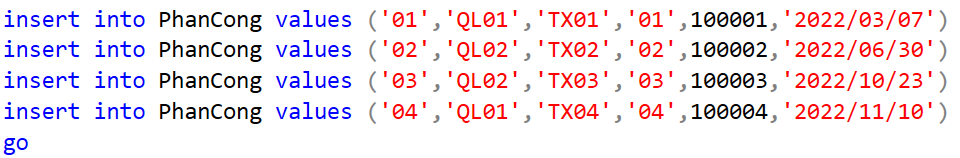 insert into PhanCong values ('01','QL01','TX01','01',100001,'2022/03/07')
insert into PhanCong values ('02','QL02','TX02','02',100002,'2022/06/30')
insert into PhanCong values ('03','QL02','TX03','03',100003,'2022/10/23')
insert into PhanCong values ('04','QL01','TX04','04',100004,'2022/11/10')
go